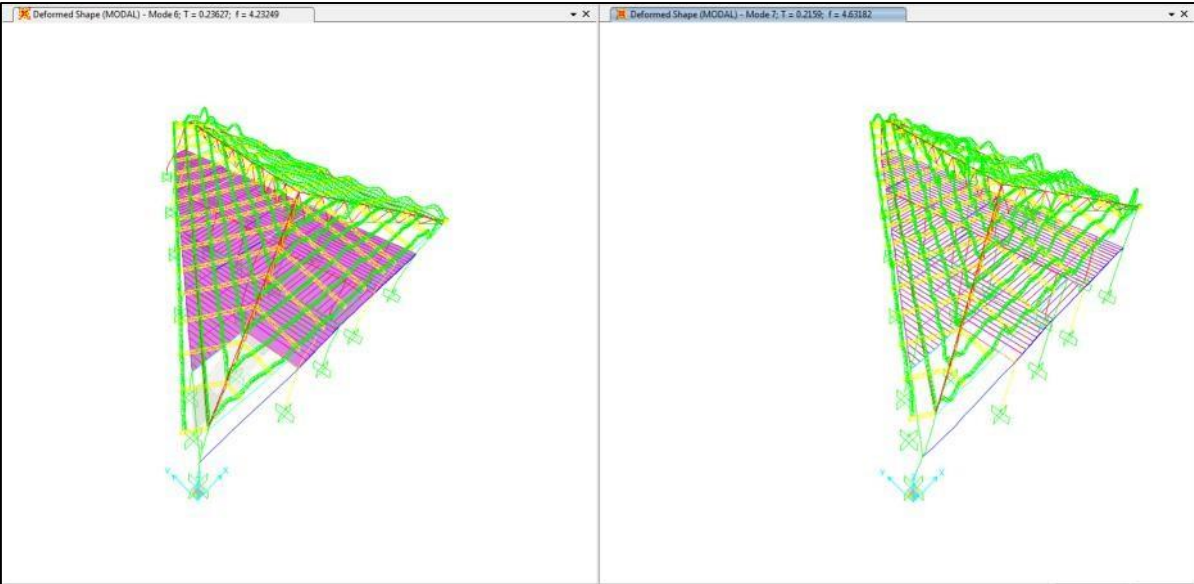 Deformed Shape (MODAL) - Mode 6; T = 0.23627; f = 4.23249
Deformed Shape (MODAL) - Mode 7; T = 0.2159; f = 4.63182
Y X
Y X